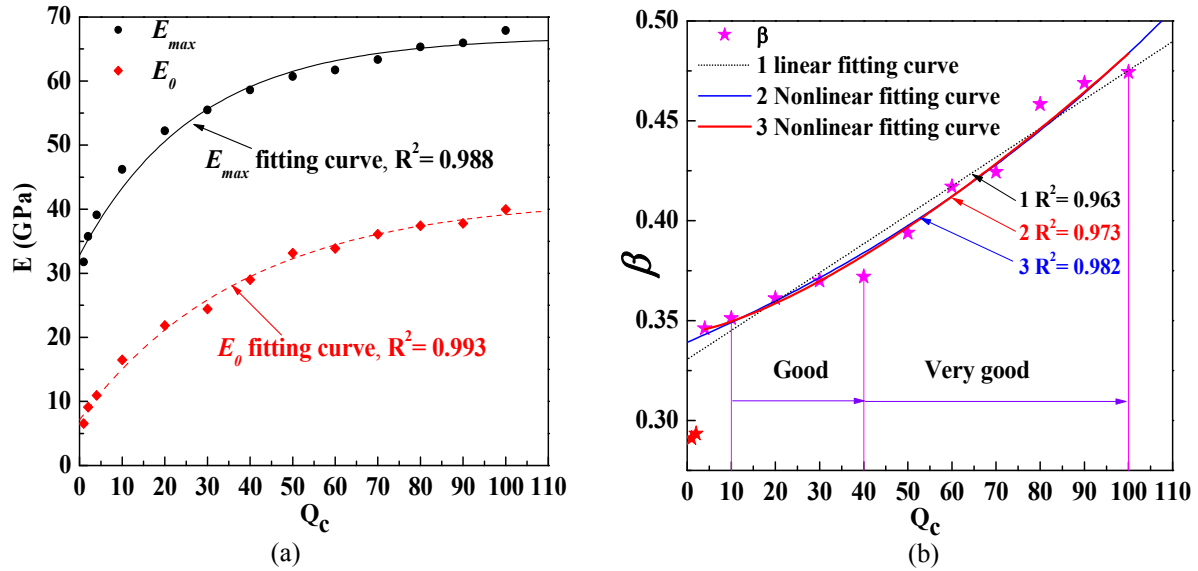 (a)
E_max
E_0
E_max fitting curve, R²= 0.988
E_0 fitting curve, R²= 0.993
E (GPa)
70
60
50
40
30
20
10
0
0 10 20 30 40 50 60 70 80 90 100 110
Q_c
(a)
(b)
β
1 linear fitting curve
2 Nonlinear fitting curve
3 Nonlinear fitting curve
1 R²= 0.963
2 R²= 0.973
3 R²= 0.982
Good
Very good
β
0.50
0.45
0.40
0.35
0.30
0 10 20 30 40 50 60 70 80 90 100 110
Q_c
(b)